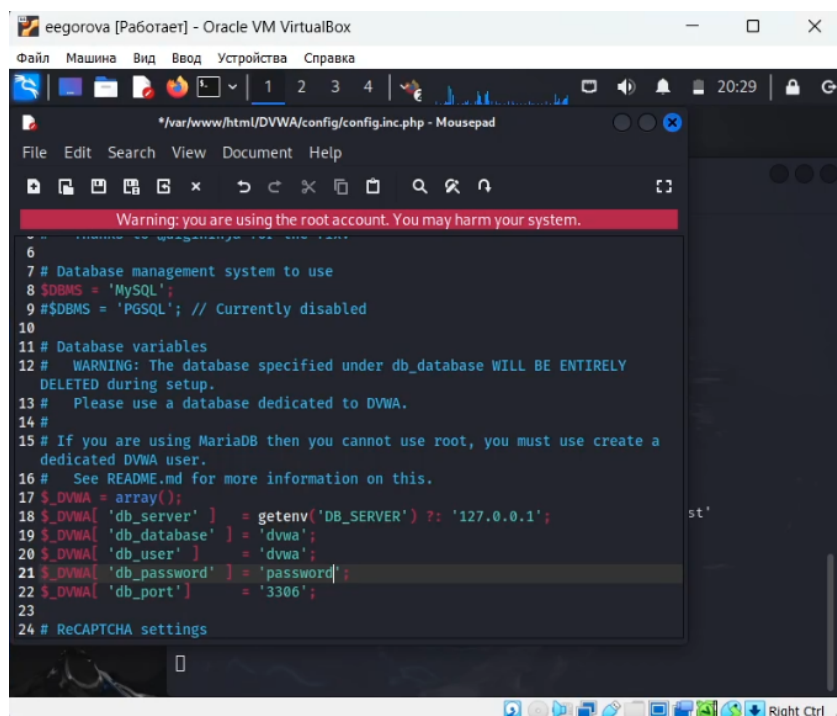 eegorova [Работает] - Oracle VM VirtualBox
Файл Машина Вид Ввод Устройства Справка
1 2 3 4 20:29
*/var/www/html/DVWA/config/config.inc.php - Mousepad
File Edit Search View Document Help
Warning: you are using the root account. You may harm your system.
6
7 # Database management system to use
8 $DBMS = 'MySQL';
9 #$DBMS = 'PGSQL'; // Currently disabled
10
11 # Database variables
12 #   WARNING: The database specified under db_database WILL BE ENTIRELY
DELETED during setup.
13 #   Please use a database dedicated to DVWA.
14 #
15 # If you are using MariaDB then you cannot use root, you must use create a
dedicated DVWA user.
16 #   See README.md for more information on this.
17 $_DVWA = array();
18 $_DVWA[ 'db_server' ]   = getenv('DB_SERVER') ?: '127.0.0.1';
19 $_DVWA[ 'db_database' ] = 'dvwa';
20 $_DVWA[ 'db_user' ]     = 'dvwa';
21 $_DVWA[ 'db_password' ] = 'password';
22 $_DVWA[ 'db_port']      = '3306';
23
24 # ReCAPTCHA settings
st'
Right Ctrl